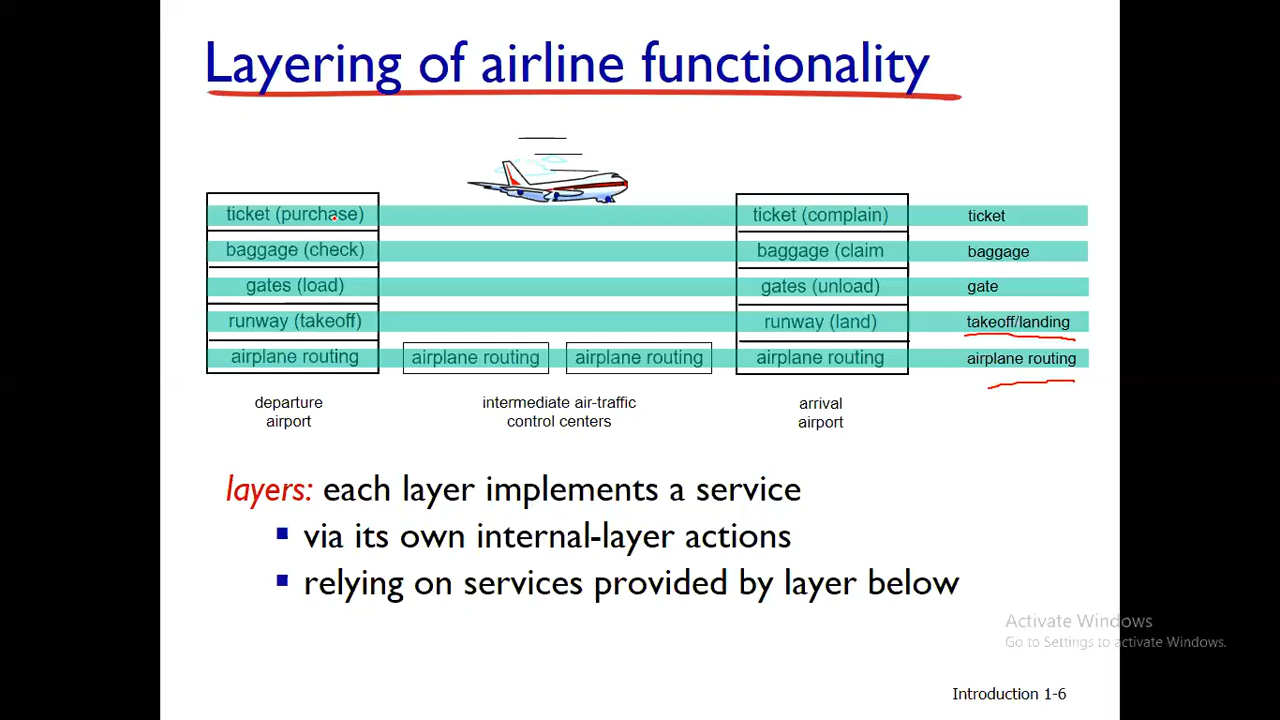 Layering of airline functionality
ticket (purchase) ticket (complain) ticket
baggage (check) baggage (claim baggage
gates (load) gates (unload) gate
runway (takeoff) runway (land) takeoff/landing
airplane routing airplane routing airplane routing airplane routing airplane routing
departure intermediate air-traffic arrival
airport control centers airport
layers: each layer implements a service
via its own internal-layer actions
relying on services provided by layer below
Activate Windows
Go to Settings to activate Windows.
Introduction 1-6